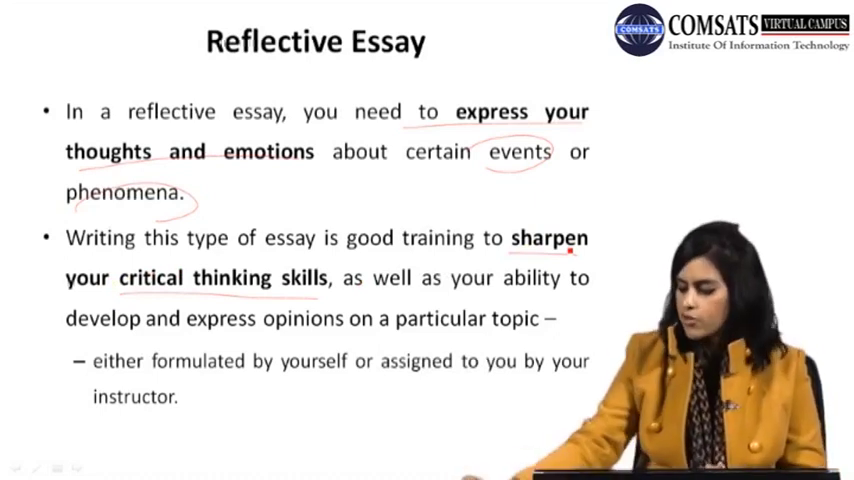 Reflective Essay
COMSATS
COMSATS VIRTUAL CAMPUS
Institute Of Information Technology
• In a reflective essay, you need to express your
thoughts and emotions about certain events or
phenomena.
• Writing this type of essay is good training to sharpen
your critical thinking skills, as well as your ability to
develop and express opinions on a particular topic –
– either formulated by yourself or assigned to you by your
instructor.